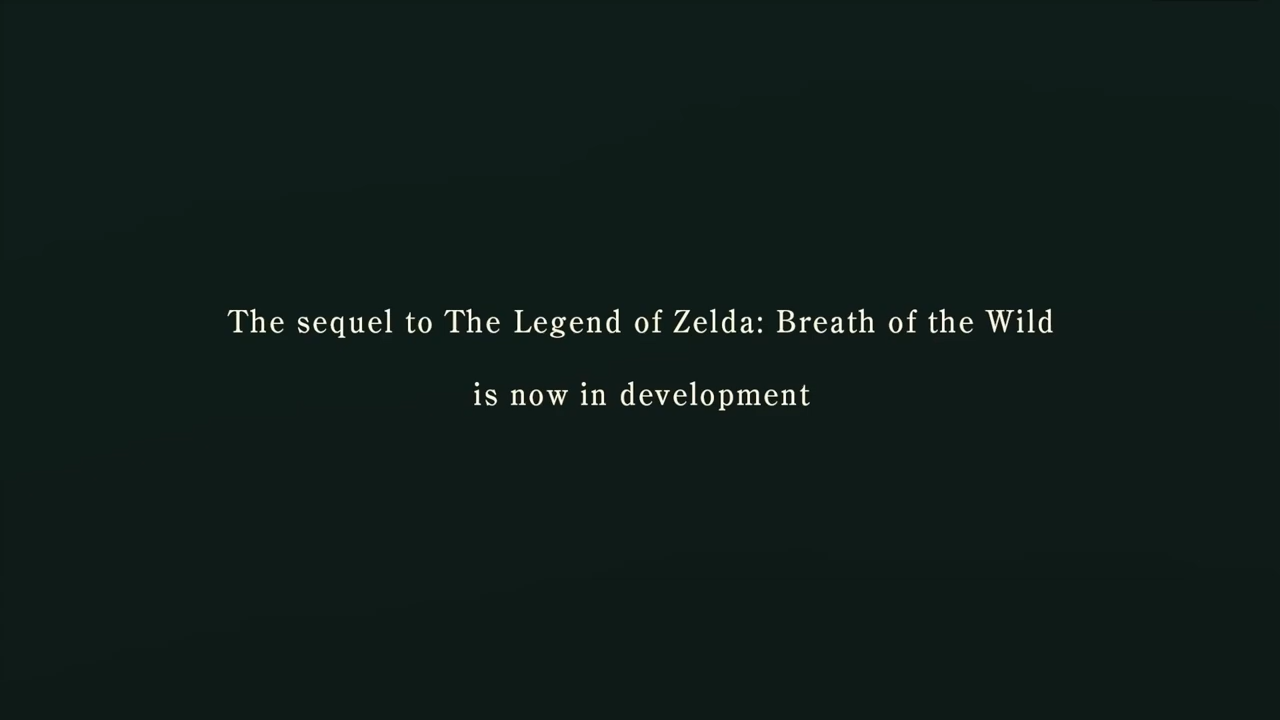 The sequel to The Legend of Zelda: Breath of the Wild
is now in development